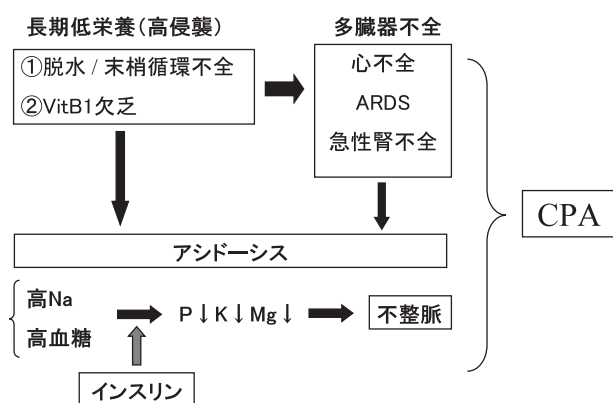 長期低栄養(高侵襲)
①脱水 / 末梢循環不全
②VitB1欠乏
多臓器不全
心不全
ARDS
急性腎不全
CPA
アシドーシス
高Na
高血糖
P↓K↓Mg↓
不整脈
インスリン